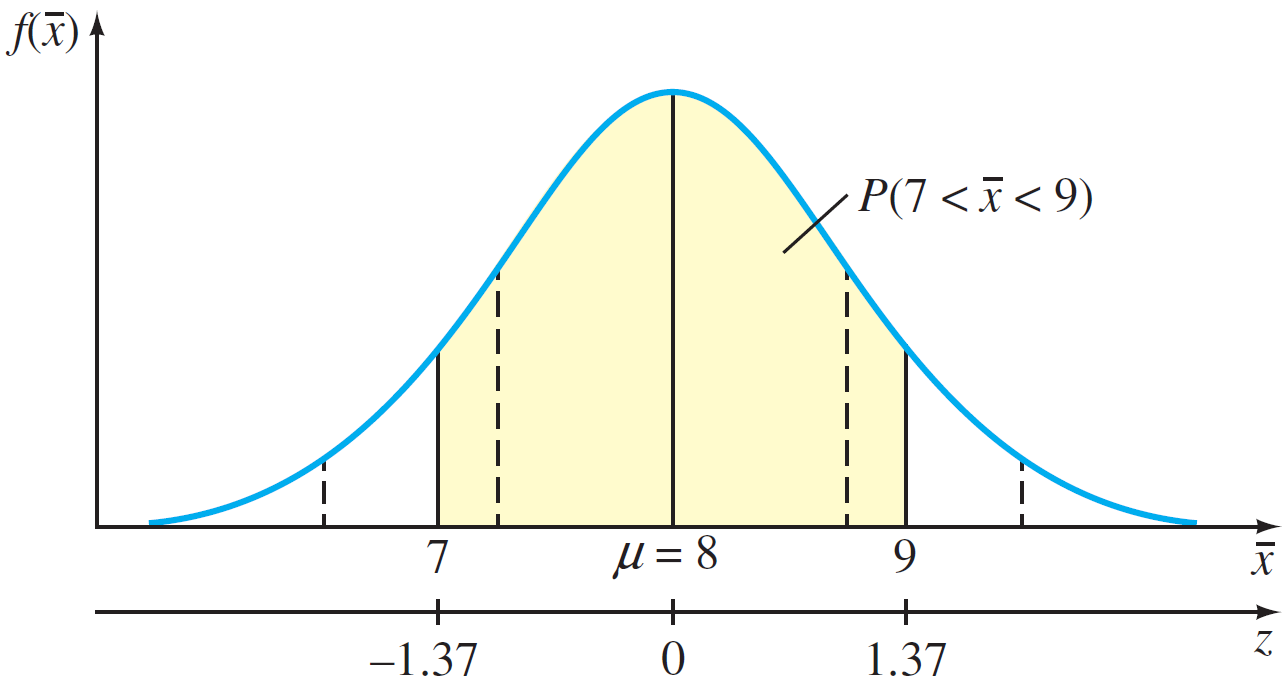 f(x̄)
P(7 < x̄ < 9)
7 μ = 8 9 x̄
–1.37 0 1.37 z